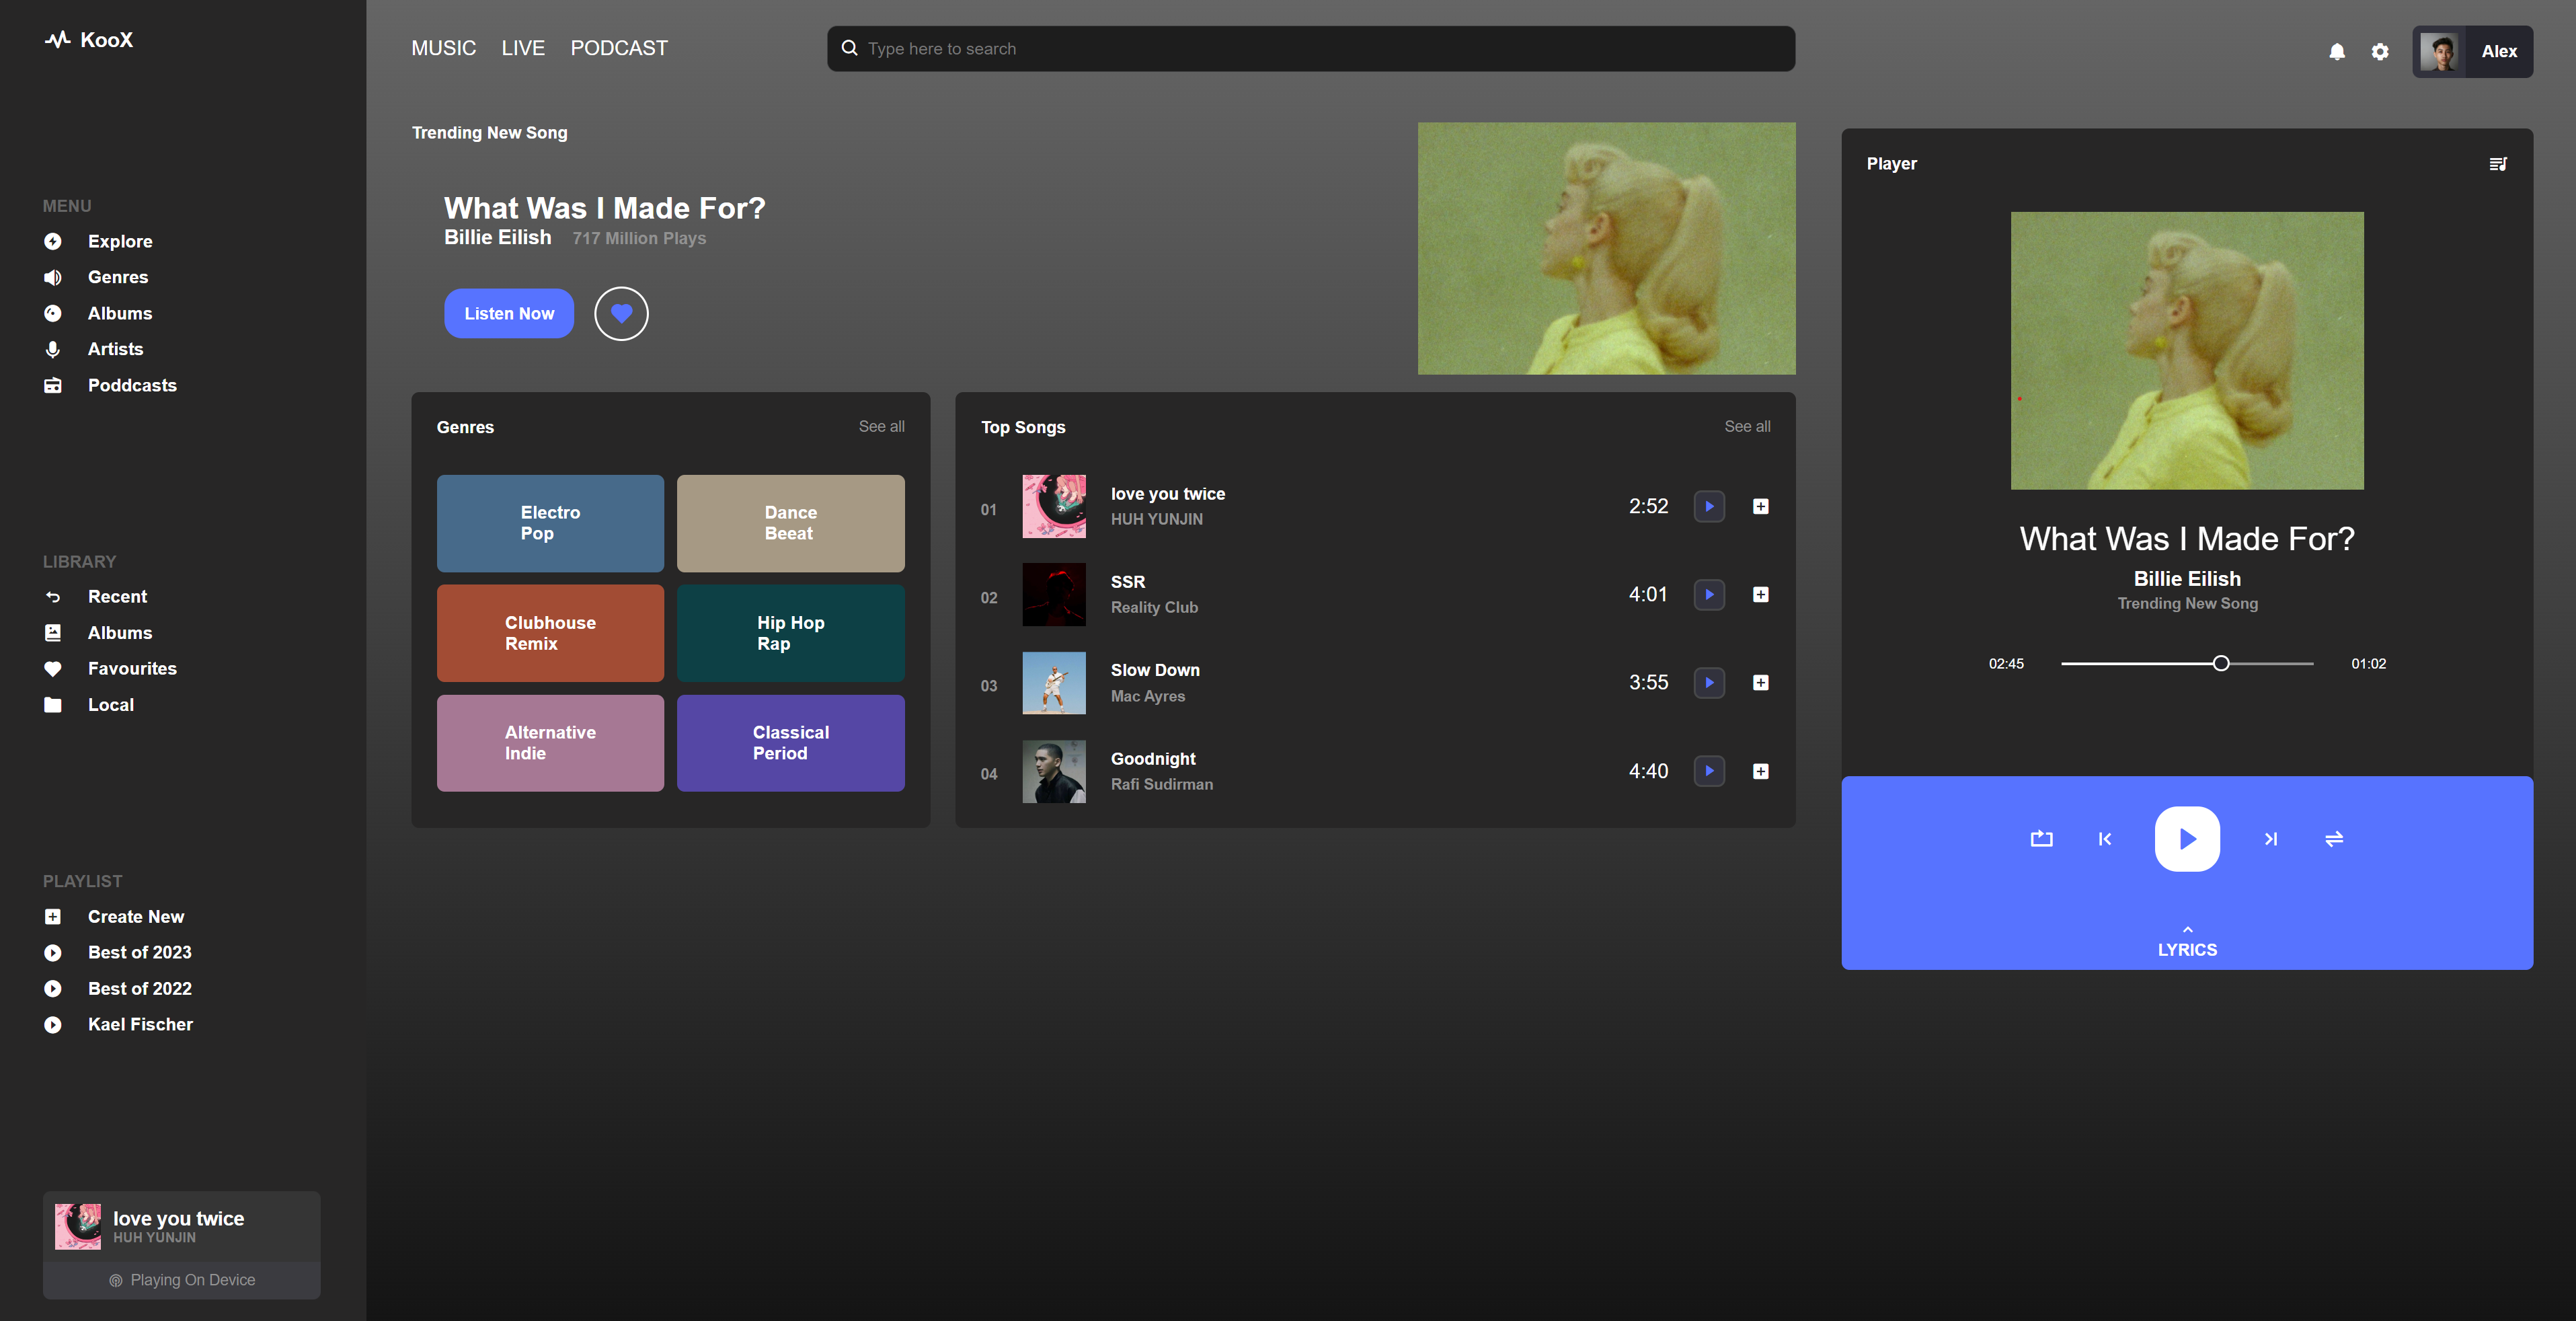 KooX
MENU
Explore
Genres
Albums
Artists
Poddcasts
LIBRARY
Recent
Albums
Favourites
Local
PLAYLIST
Create New
Best of 2023
Best of 2022
Kael Fischer
love you twice
HUH YUNJIN
Playing On Device
MUSIC LIVE PODCAST
Type here to search
Alex
Trending New Song
What Was I Made For?
Billie Eilish 717 Million Plays
Listen Now
Genres See all
Electro
Pop
Dance
Beeat
Clubhouse
Remix
Hip Hop
Rap
Alternative
Indie
Classical
Period
Top Songs See all
01 love you twice 2:52
HUH YUNJIN
02 SSR 4:01
Reality Club
03 Slow Down 3:55
Mac Ayres
04 Goodnight 4:40
Rafi Sudirman
Player
What Was I Made For?
Billie Eilish
Trending New Song
02:45 01:02
LYRICS